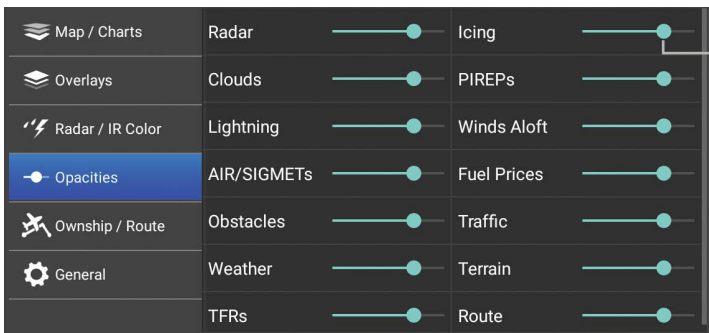 Map / Charts
Overlays
Radar / IR Color
Opacities
Ownship / Route
General
Radar
Icing
Clouds
PIREPs
Lightning
Winds Aloft
AIR/SIGMETs
Fuel Prices
Obstacles
Traffic
Weather
Terrain
TFRs
Route